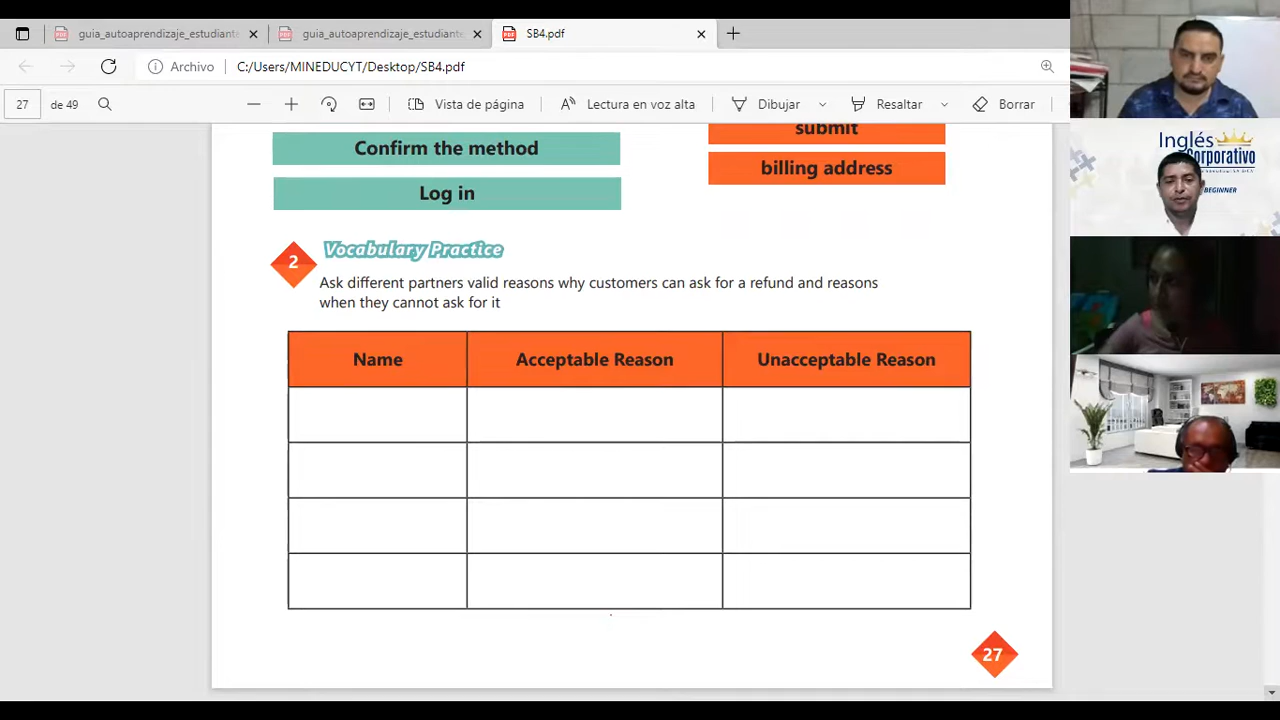 guia_autoaprendizaje_estudiante
guia_autoaprendizaje_estudiante
SB4.pdf
Archivo
C:/Users/MINEDUCYT/Desktop/SB4.pdf
27
de 49
Vista de página
Lectura en voz alta
Dibujar
Resaltar
Borrar
Confirm the method
submit
billing address
Log in
2
Vocabulary Practice
Ask different partners valid reasons why customers can ask for a refund and reasons
when they cannot ask for it
Name
Acceptable Reason
Unacceptable Reason
27
Inglés
Corporativo
BEGINNER